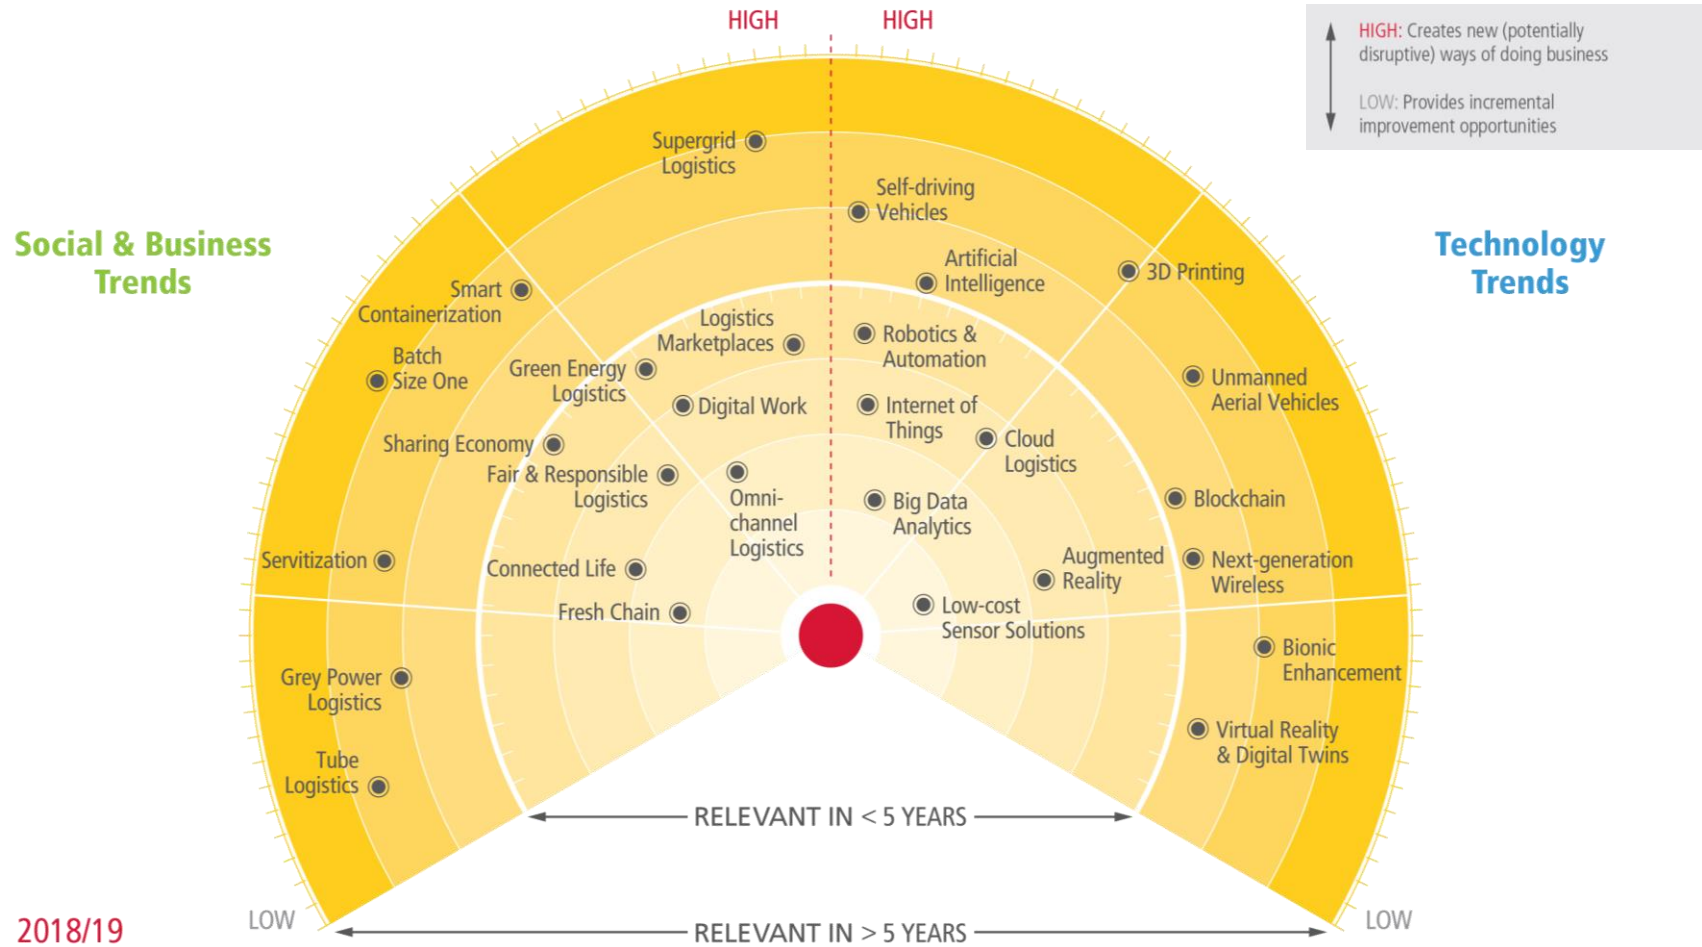 HIGH
HIGH
HIGH: Creates new (potentially
disruptive) ways of doing business
LOW: Provides incremental
improvement opportunities
Social & Business
Trends
Technology
Trends
Supergrid
Logistics
Self-driving
Vehicles
Artificial
Intelligence
3D Printing
Smart
Containerization
Logistics
Marketplaces
Robotics &
Automation
Batch
Size One
Green Energy
Logistics
Unmanned
Aerial Vehicles
Digital Work
Internet of
Things
Cloud
Logistics
Sharing Economy
Fair & Responsible
Logistics
Omni-
channel
Logistics
Big Data
Analytics
Blockchain
Servitization
Connected Life
Augmented
Reality
Next-generation
Wireless
Fresh Chain
Low-cost
Sensor Solutions
Grey Power
Logistics
Bionic
Enhancement
Tube
Logistics
Virtual Reality
& Digital Twins
RELEVANT IN < 5 YEARS
LOW
LOW
2018/19
RELEVANT IN > 5 YEARS